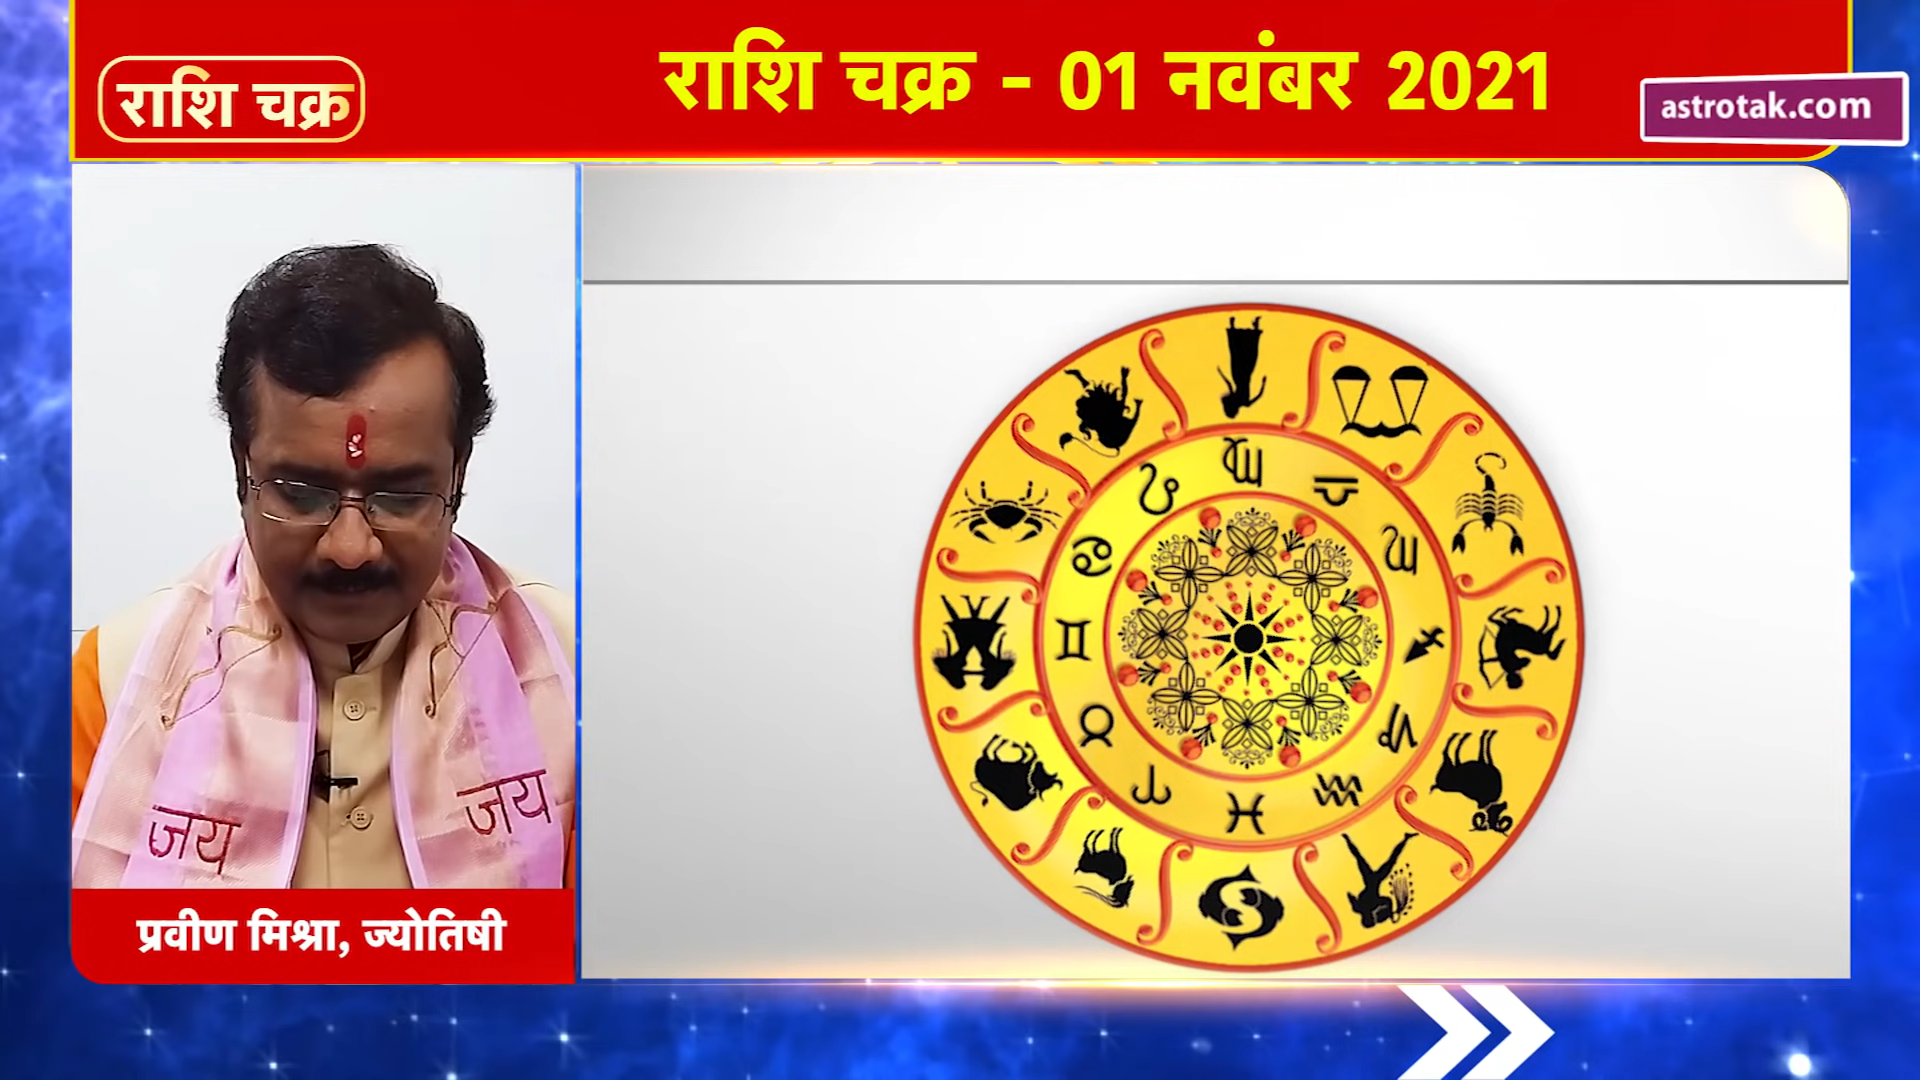 राशि चक्र
राशि चक्र - 01 नवंबर 2021
astrotak.com
जय
जय
प्रवीण मिश्रा, ज्योतिषी